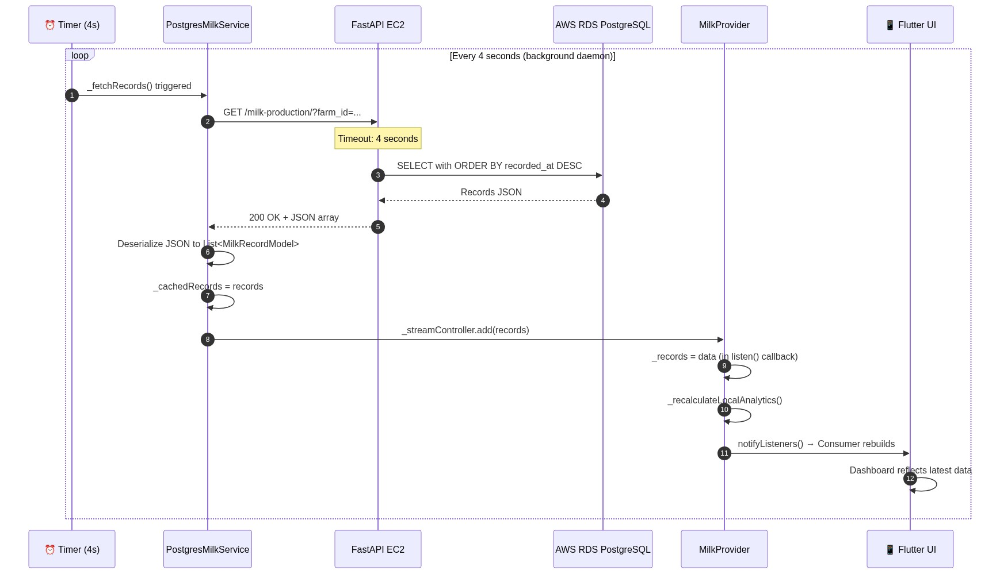 ⏰ Timer (4s)
PostgresMilkService
FastAPI EC2
AWS RDS PostgreSQL
MilkProvider
📱 Flutter UI
loop
[Every 4 seconds (background daemon)]
_fetchRecords() triggered
1
GET /milk-production/?farm_id=...
2
Timeout: 4 seconds
SELECT with ORDER BY recorded_at DESC
3
Records JSON
4
200 OK + JSON array
5
Deserialize JSON to List<MilkRecordModel>
6
_cachedRecords = records
7
_streamController.add(records)
8
_records = data (in listen() callback)
9
_recalculateLocalAnalytics()
10
notifyListeners() → Consumer rebuilds
11
Dashboard reflects latest data
12
⏰ Timer (4s)
PostgresMilkService
FastAPI EC2
AWS RDS PostgreSQL
MilkProvider
📱 Flutter UI